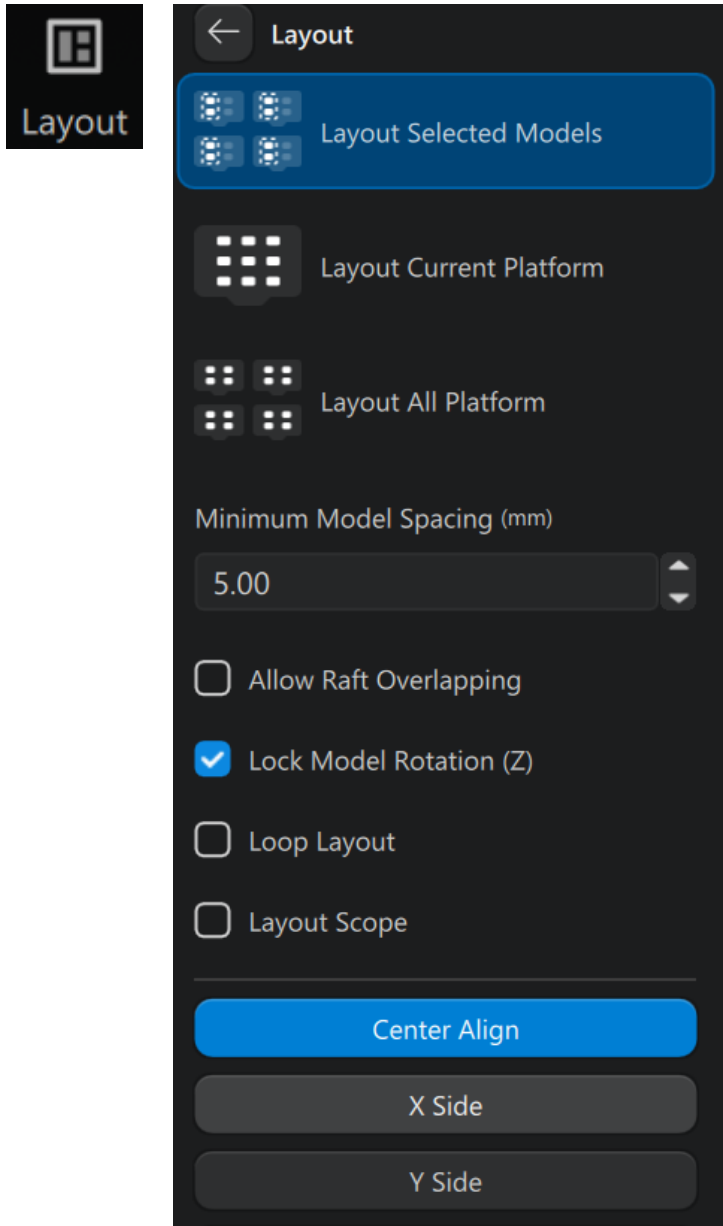 Layout
Layout
Layout Selected Models
Layout Current Platform
Layout All Platform
Minimum Model Spacing (mm)
5.00
Allow Raft Overlapping
Lock Model Rotation (Z)
Loop Layout
Layout Scope
Center Align
X Side
Y Side